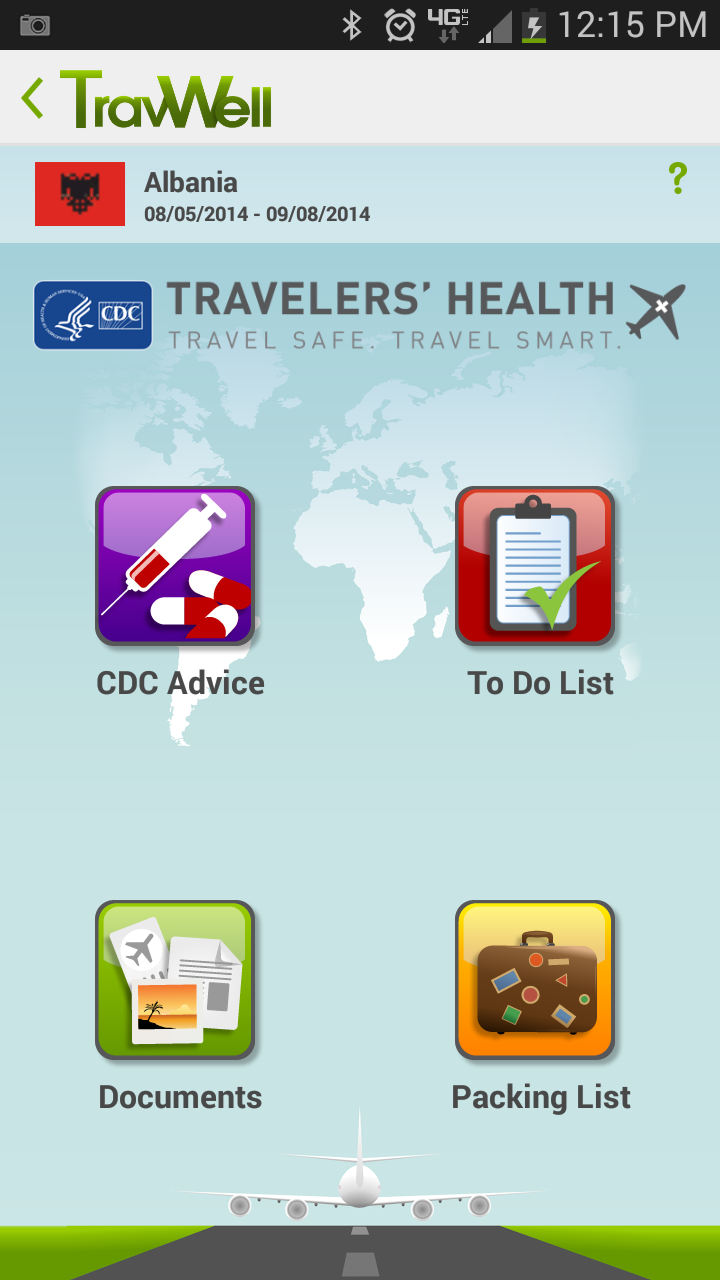 4G LTE 12:15 PM
TravWell
Albania
?
08/05/2014 - 09/08/2014
CDC
TRAVELERS' HEALTH
TRAVEL SAFE. TRAVEL SMART.
CDC Advice
To Do List
Documents
Packing List